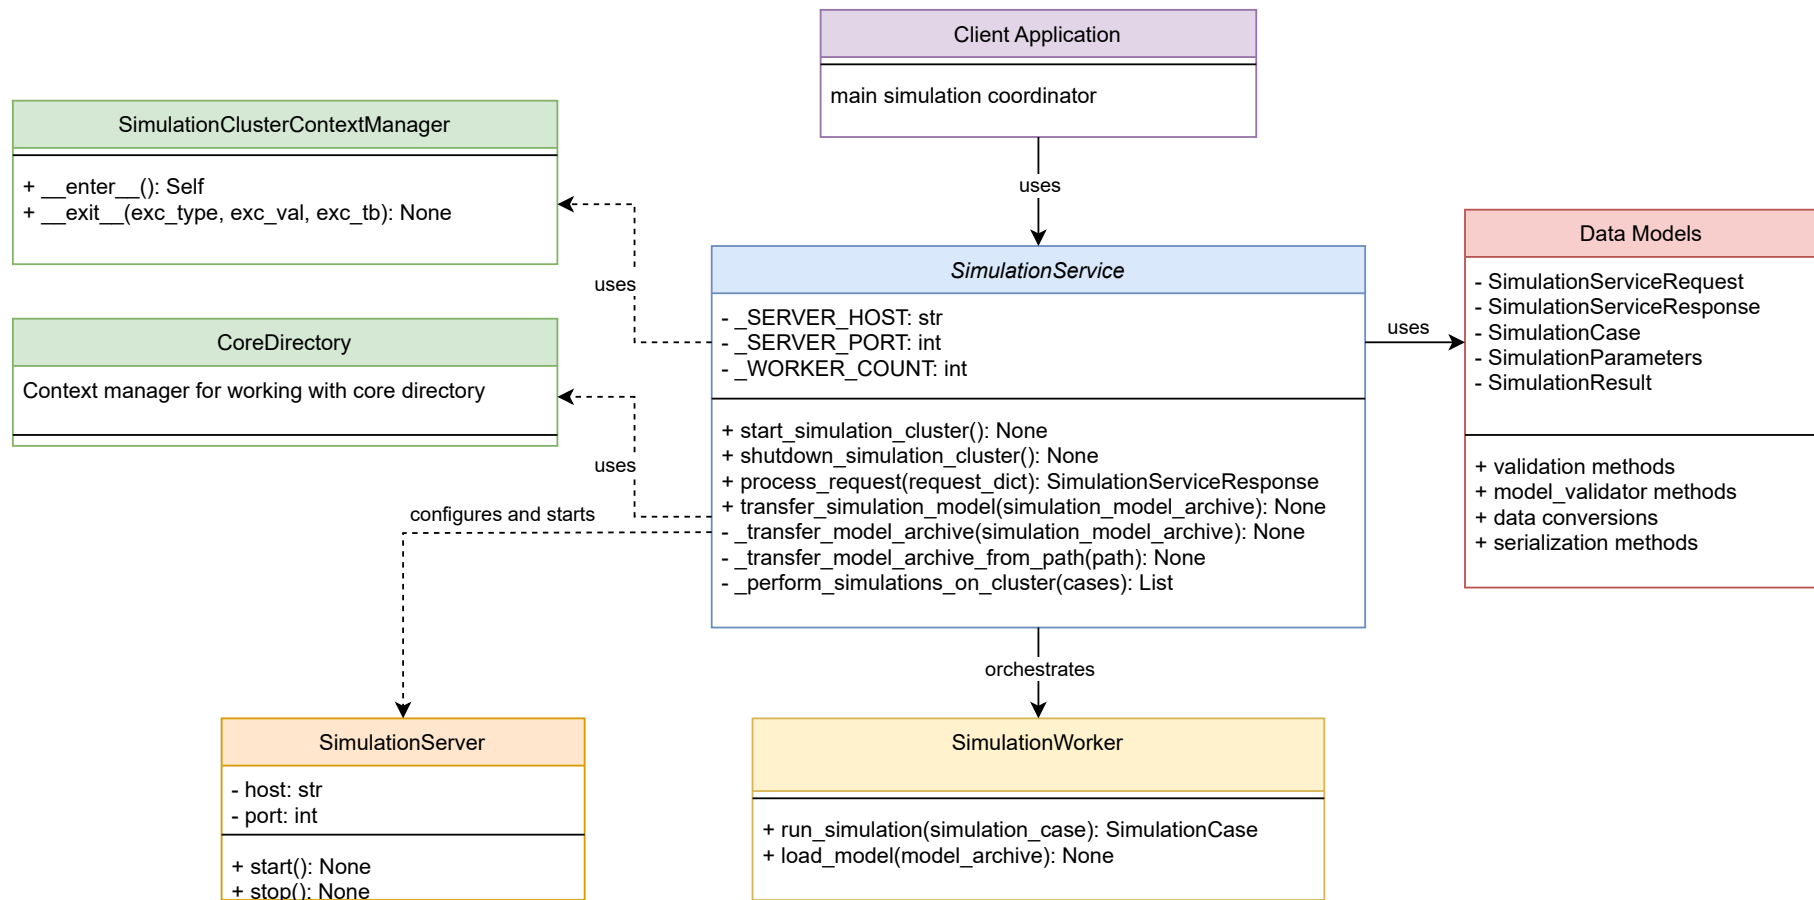 Client Application
main simulation coordinator
SimulationClusterContextManager
+ __enter__(): Self
+ __exit__(exc_type, exc_val, exc_tb): None
uses
uses
CoreDirectory
Context manager for working with core directory
uses
configures and starts
SimulationService
- _SERVER_HOST: str
- _SERVER_PORT: int
- _WORKER_COUNT: int
+ start_simulation_cluster(): None
+ shutdown_simulation_cluster(): None
+ process_request(request_dict): SimulationServiceResponse
+ transfer_simulation_model(simulation_model_archive): None
- _transfer_model_archive(simulation_model_archive): None
- _transfer_model_archive_from_path(path): None
- _perform_simulations_on_cluster(cases): List
uses
Data Models
- SimulationServiceRequest
- SimulationServiceResponse
- SimulationCase
- SimulationParameters
- SimulationResult
+ validation methods
+ model_validator methods
+ data conversions
+ serialization methods
orchestrates
SimulationServer
- host: str
- port: int
+ start(): None
+ stop(): None
SimulationWorker
+ run_simulation(simulation_case): SimulationCase
+ load_model(model_archive): None